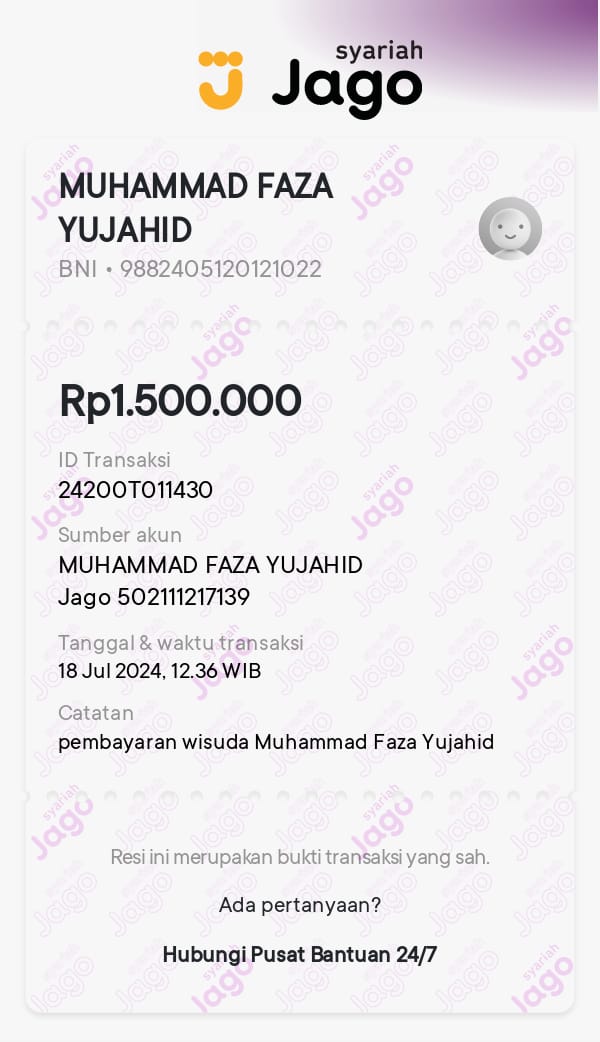 syariah
Jago
MUHAMMAD FAZA
YUJAHID
BNI • 9882405120121022
Rp1.500.000
ID Transaksi
24200T011430
Sumber akun
MUHAMMAD FAZA YUJAHID
Jago 502111217139
Tanggal & waktu transaksi
18 Jul 2024, 12.36 WIB
Catatan
pembayaran wisuda Muhammad Faza Yujahid
Resi ini merupakan bukti transaksi yang sah.
Ada pertanyaan?
Hubungi Pusat Bantuan 24/7